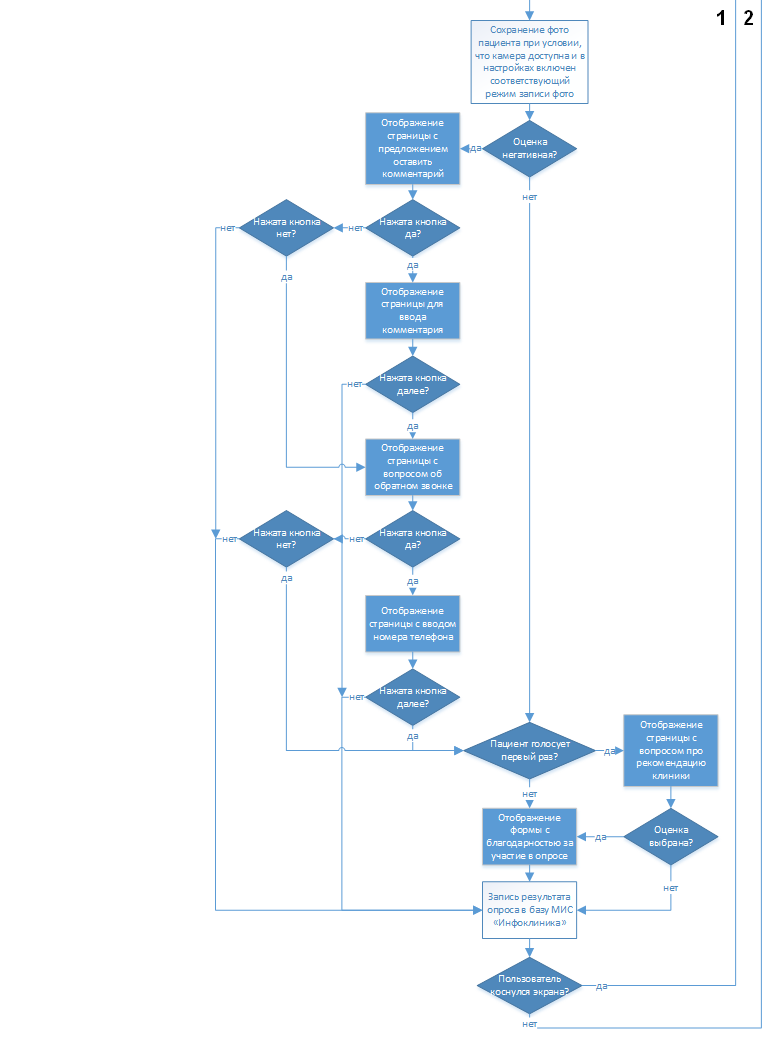 1 2
Сохранение фото
пациента при условии,
что камера доступна и в
настройках включен
соответствующий
режим записи фото
Отображение
страницы с
предложением
оставить
комментарий
да
Оценка
негативная?
нет
нет
Нажата кнопка
нет?
нет
Нажата кнопка
да?
да
да
Отображение
страницы для
ввода
комментария
нет
Нажата кнопка
далее?
да
Отображение
страницы с
вопросом об
обратном звонке
нет
Нажата кнопка
нет?
нет
Нажата кнопка
да?
да
да
Отображение
страницы с вводом
номера телефона
нет
Нажата кнопка
далее?
да
Пациент голосует
первый раз?
да
Отображение
страницы с
вопросом про
рекомендацию
клиники
нет
Отображение
формы с
благодарностью за
участие в опросе
да
Оценка
выбрана?
нет
Запись результата
опроса в базу МИС
«Инфоклиника»
Пользователь
коснулся экрана?
да
нет